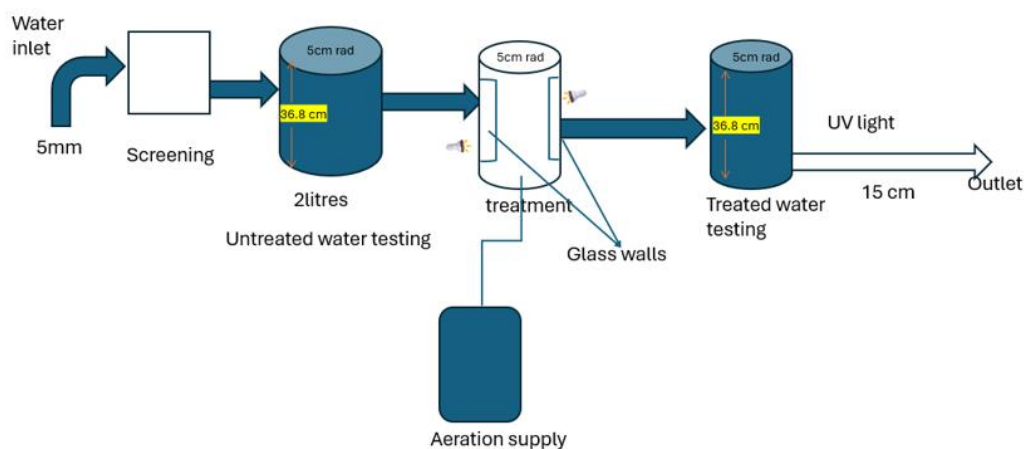 Water
inlet
5mm
Screening
5cm rad
36.8 cm
2litres
Untreated water testing
5cm rad
treatment
Glass walls
Aeration supply
5cm rad
36.8 cm
Treated water
testing
UV light
15 cm
Outlet